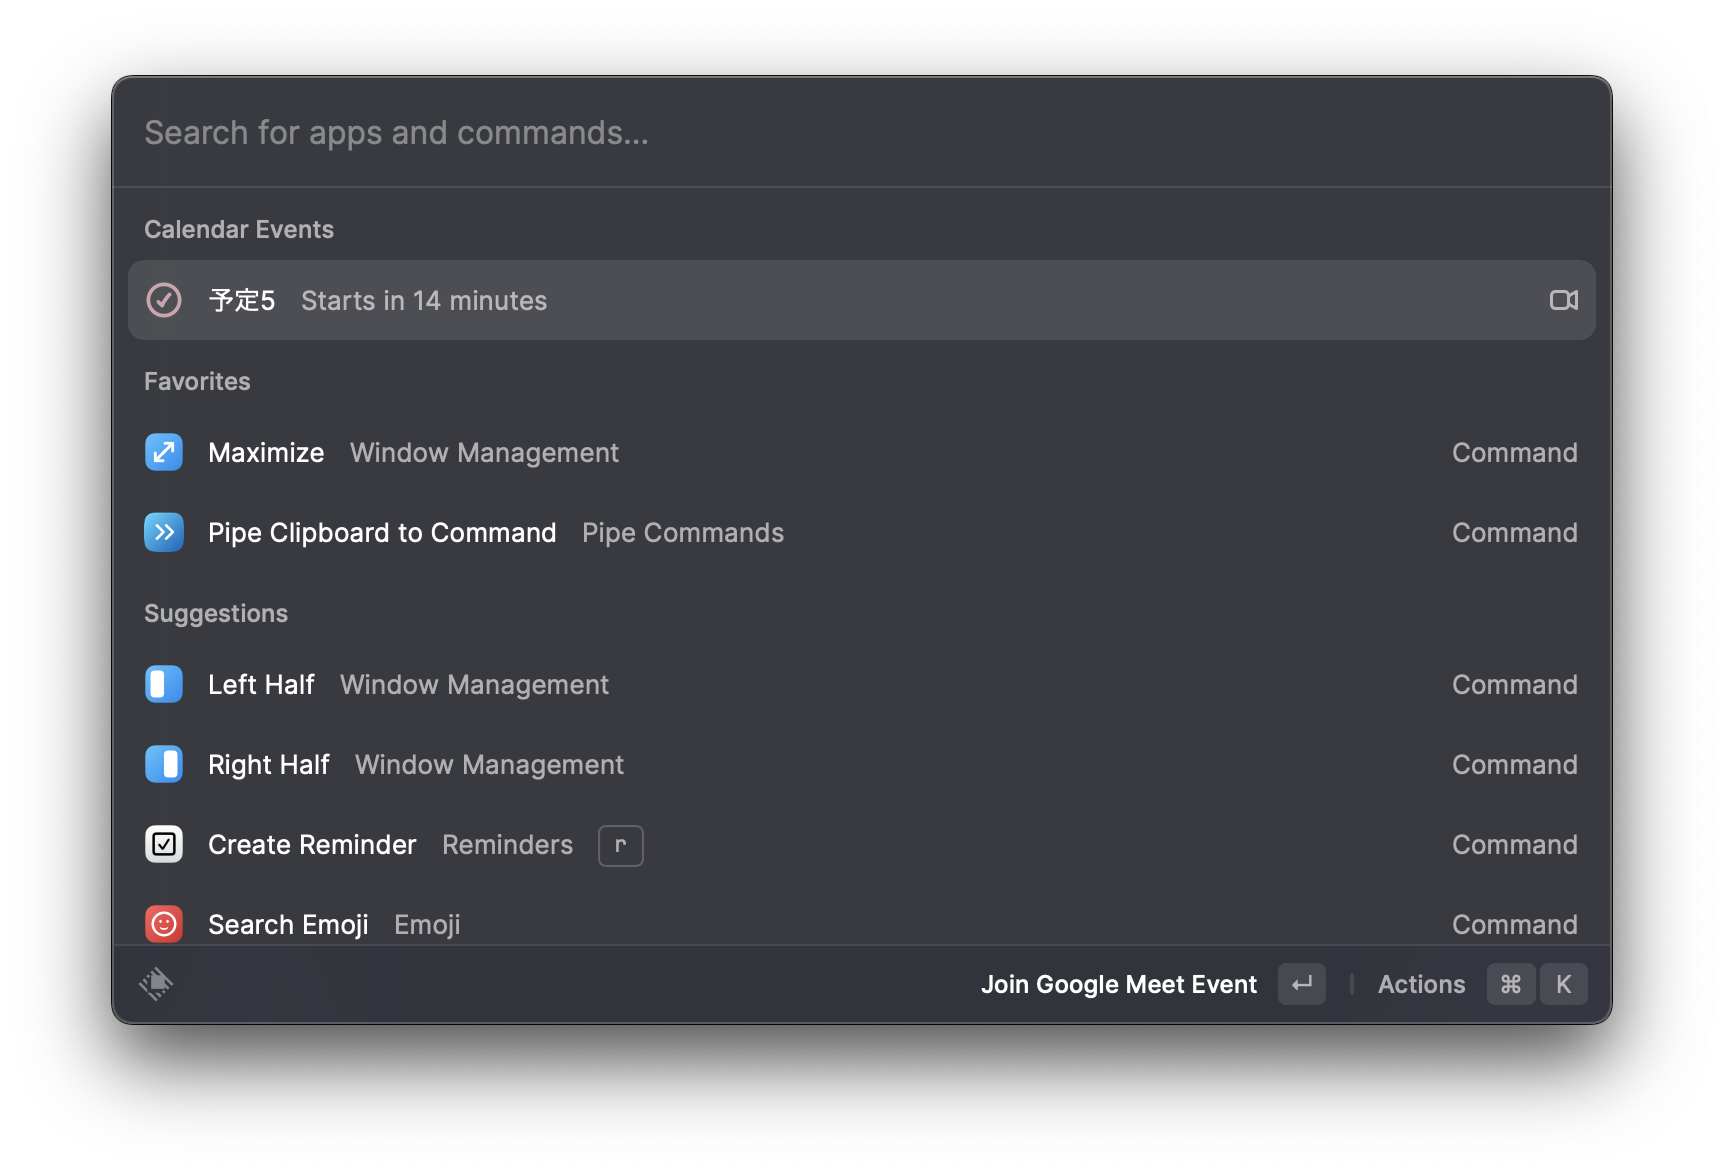 Search for apps and commands...
Calendar Events
予定5 Starts in 14 minutes
Favorites
Maximize Window Management Command
Pipe Clipboard to Command Pipe Commands Command
Suggestions
Left Half Window Management Command
Right Half Window Management Command
Create Reminder Reminders r Command
Search Emoji Emoji Command
Join Google Meet Event ↵ Actions ⌘ K